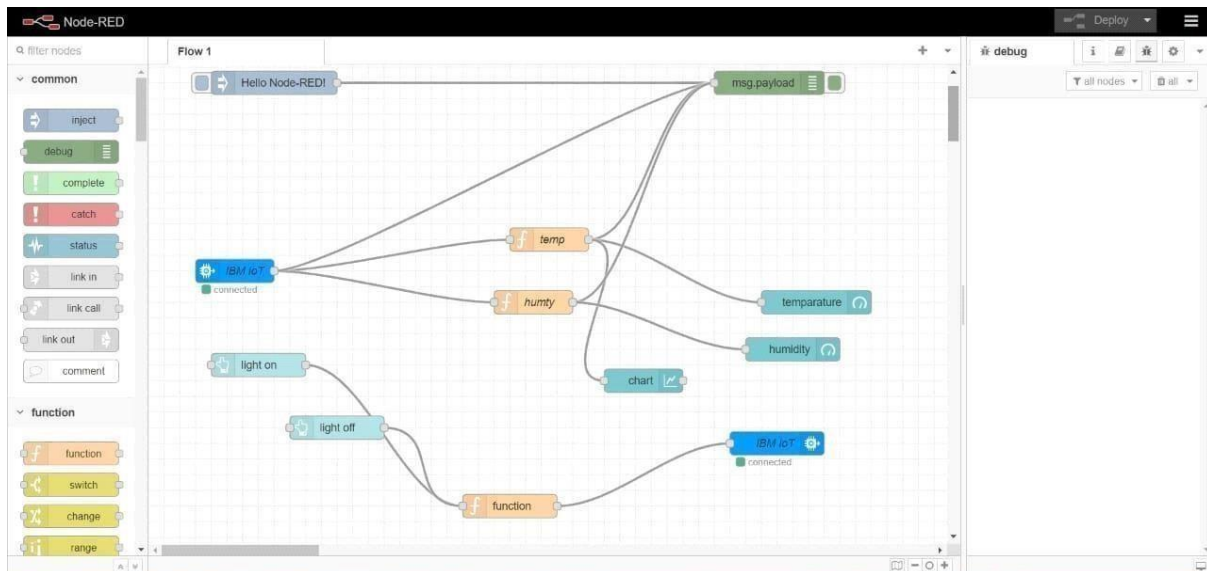 Node-RED
Deploy
filter nodes
Flow 1
debug
i
all nodes
all
common
inject
debug
complete
catch
status
link in
link call
link out
comment
function
function
switch
change
range
Hello Node-RED!
msg.payload
temp
IBM IoT
connected
humty
temparature
humidity
light on
chart
light off
IBM IoT
connected
function